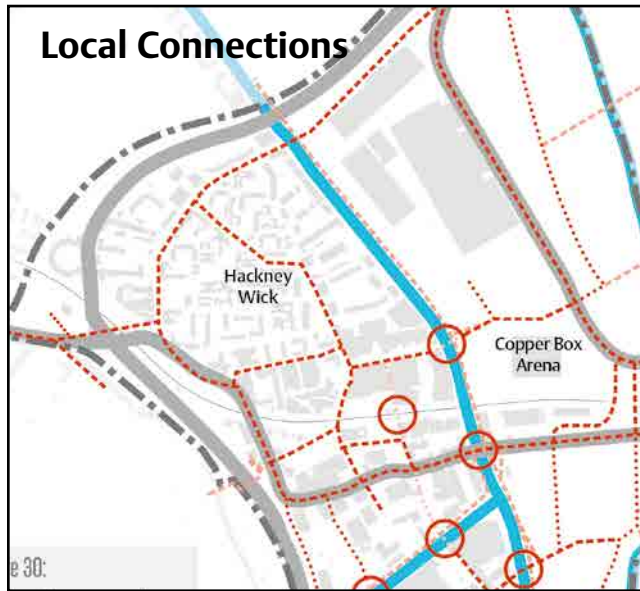 Local Connections
Hackney
Wick
Copper Box
Arena
e 30: